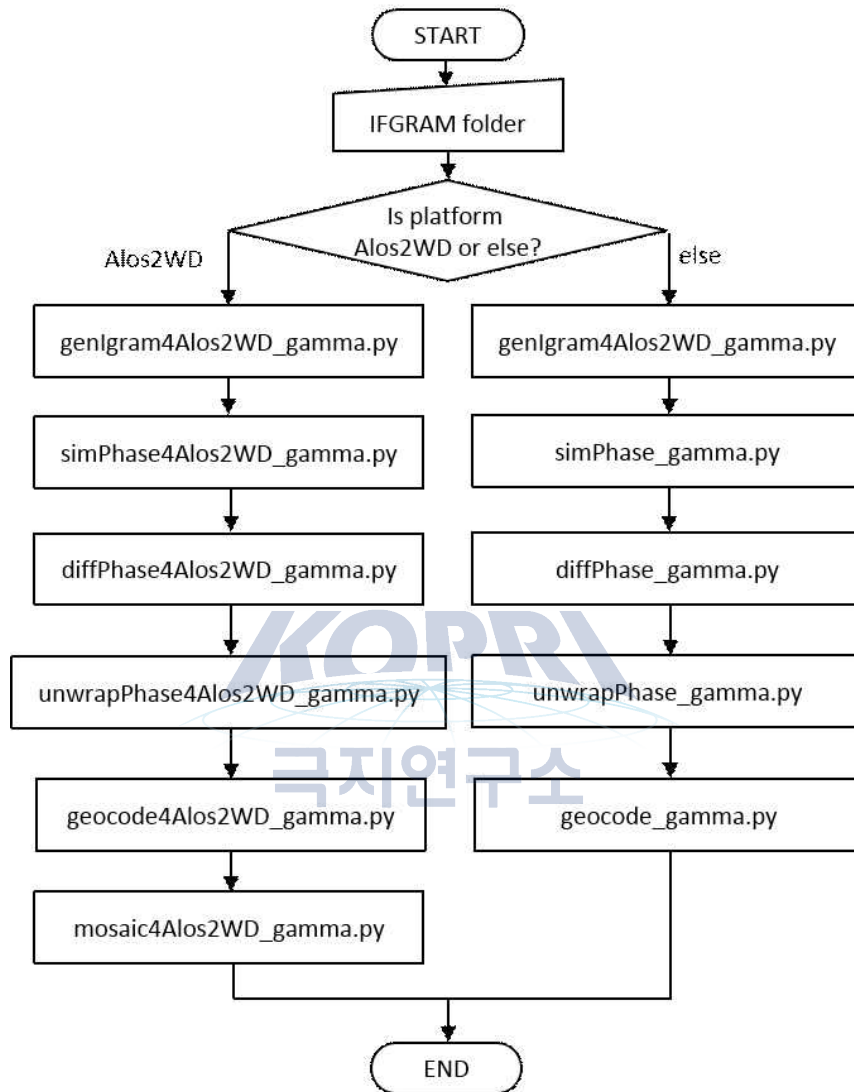 START
IFGRAM folder
Is platform
Alos2WD or else?
Alos2WD
else
genIgram4Alos2WD_gamma.py
genIgram4Alos2WD_gamma.py
simPhase4Alos2WD_gamma.py
simPhase_gamma.py
diffPhase4Alos2WD_gamma.py
diffPhase_gamma.py
KOPRI
unwrapPhase4Alos2WD_gamma.py
unwrapPhase_gamma.py
극지연구소
geocode4Alos2WD_gamma.py
geocode_gamma.py
mosaic4Alos2WD_gamma.py
END